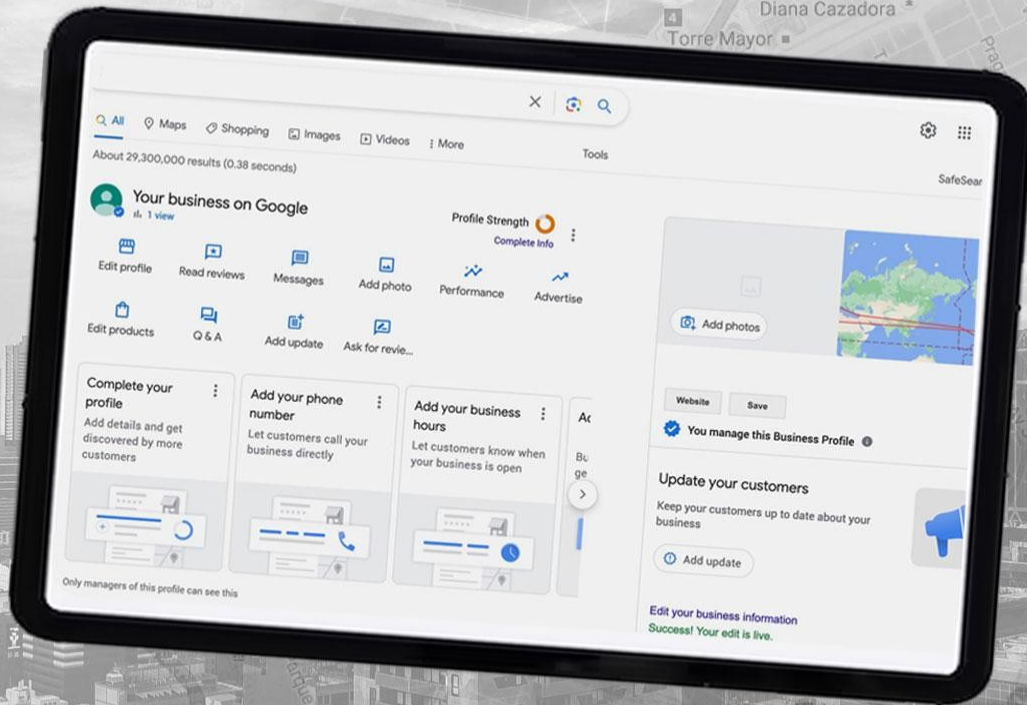 4
Diana Cazadora
Torre Mayor
All
Maps
Shopping
Images
Videos
More
Tools
About 29,300,000 results (0.38 seconds)
SafeSear
Your business on Google
1 view
Profile Strength
Complete Info
Edit profile
Read reviews
Messages
Add photo
Performance
Advertise
Edit products
Q & A
Add update
Ask for revie...
Complete your
profile
Add details and get
discovered by more
customers
Add your phone
number
Let customers call your
business directly
Add your business
hours
Let customers know when
your business is open
Ac
Bu
ge
Only managers of this profile can see this
Add photos
Website
Save
You manage this Business Profile
Update your customers
Keep your customers up to date about your
business
Add update
Edit your business information
Success! Your edit is live.